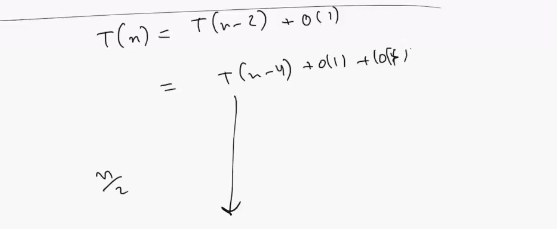 T(n) = T(n-2) + O(1)
= T(n-4) + O(1) + O(1)
n/2